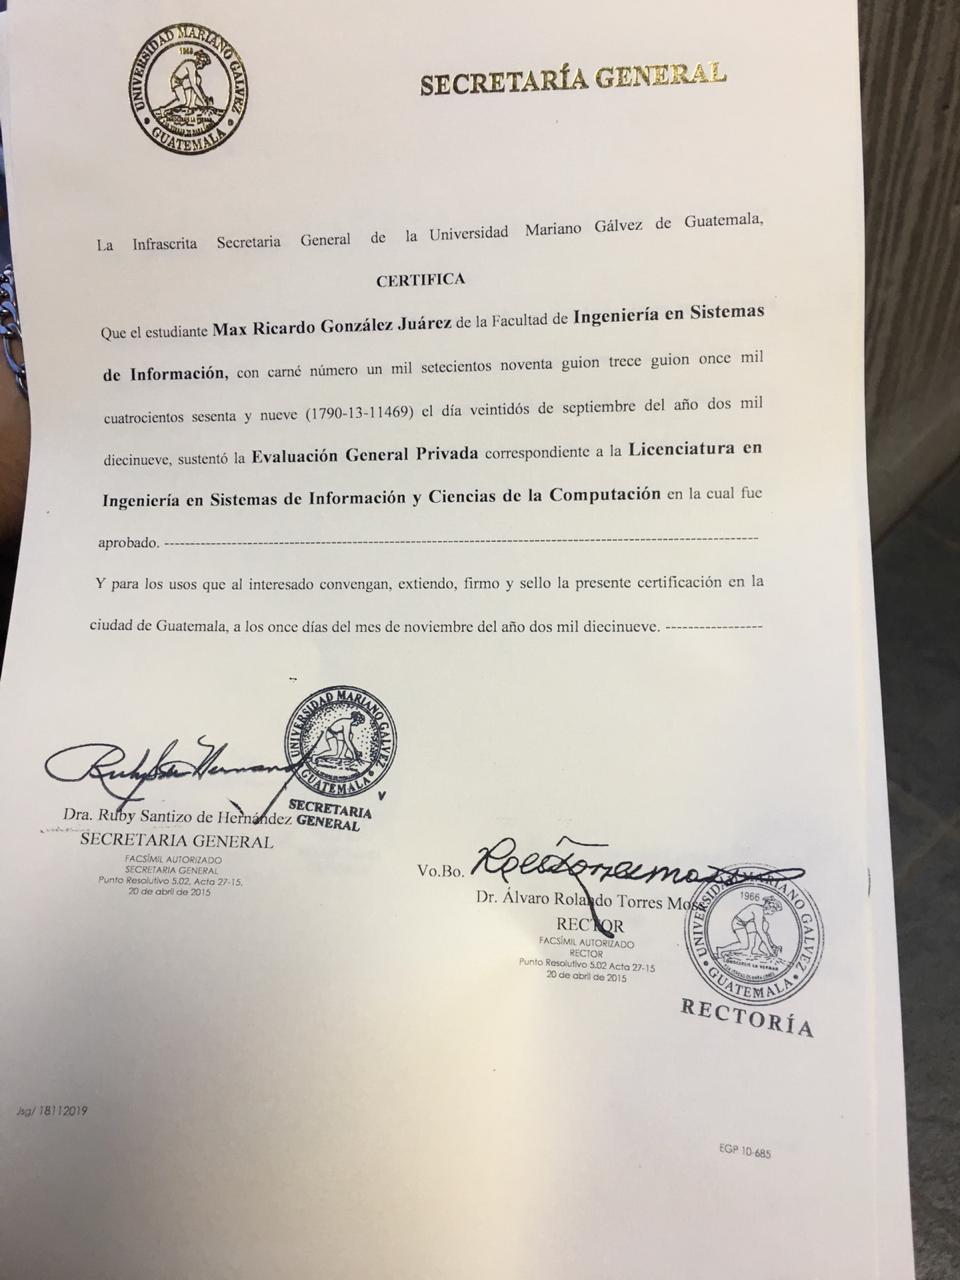 UNIVERSIDAD MARIANO GALVEZ
GUATEMALA
SECRETARÍA GENERAL
La Infrascrita Secretaria General de la Universidad Mariano Gálvez de Guatemala,
CERTIFICA
Que el estudiante Max Ricardo González Juárez de la Facultad de Ingeniería en Sistemas
de Información, con carné número un mil setecientos noventa guion trece guion once mil
cuatrocientos sesenta y nueve (1790-13-11469) el día veintidós de septiembre del año dos mil
diecinueve, sustentó la Evaluación General Privada correspondiente a la Licenciatura en
Ingeniería en Sistemas de Información y Ciencias de la Computación en la cual fue
aprobado. ----------------------------------------------------------------
Y para los usos que al interesado convengan, extiendo, firmo y sello la presente certificación en la
ciudad de Guatemala, a los once días del mes de noviembre del año dos mil diecinueve. -----------------
UNIVERSIDAD MARIANO GALVEZ
GUATEMALA
SECRETARIA
GENERAL
Dra. Ruby Santizo de Hernández
SECRETARIA GENERAL
FACSÍMIL AUTORIZADO
SECRETARIA GENERAL
Punto Resolutivo 5.02, Acta 27-15,
20 de abril de 2015
Vo.Bo.
Dr. Álvaro Rolando Torres Moss
RECTOR
FACSÍMIL AUTORIZADO
RECTOR
Punto Resolutivo 5.02 Acta 27-15
20 de abril de 2015
UNIVERSIDAD MARIANO GALVEZ
1966
GUATEMALA
RECTORÍA
Jsg/ 18112019
EGP 10-685